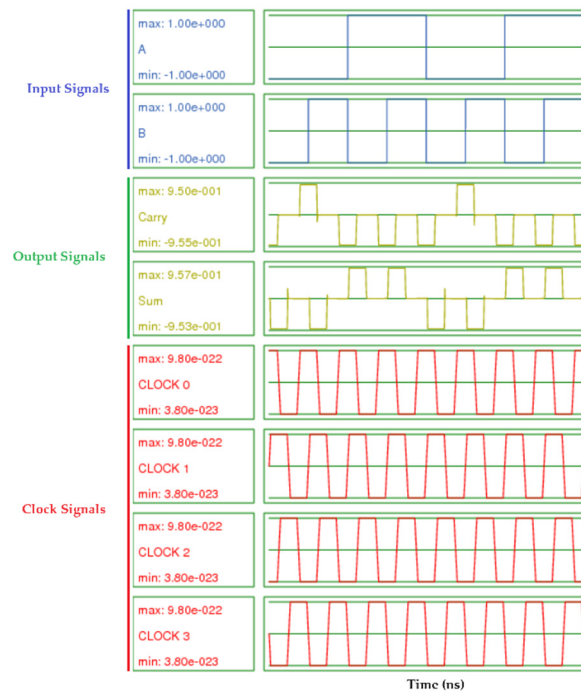 Input Signals
max: 1.00e+000
A
min: -1.00e+000
max: 1.00e+000
B
min: -1.00e+000
Output Signals
max: 9.50e-001
Carry
min: -9.55e-001
max: 9.57e-001
Sum
min: -9.53e-001
Clock Signals
max: 9.80e-022
CLOCK 0
min: 3.80e-023
max: 9.80e-022
CLOCK 1
min: 3.80e-023
max: 9.80e-022
CLOCK 2
min: 3.80e-023
max: 9.80e-022
CLOCK 3
min: 3.80e-023
Time (ns)